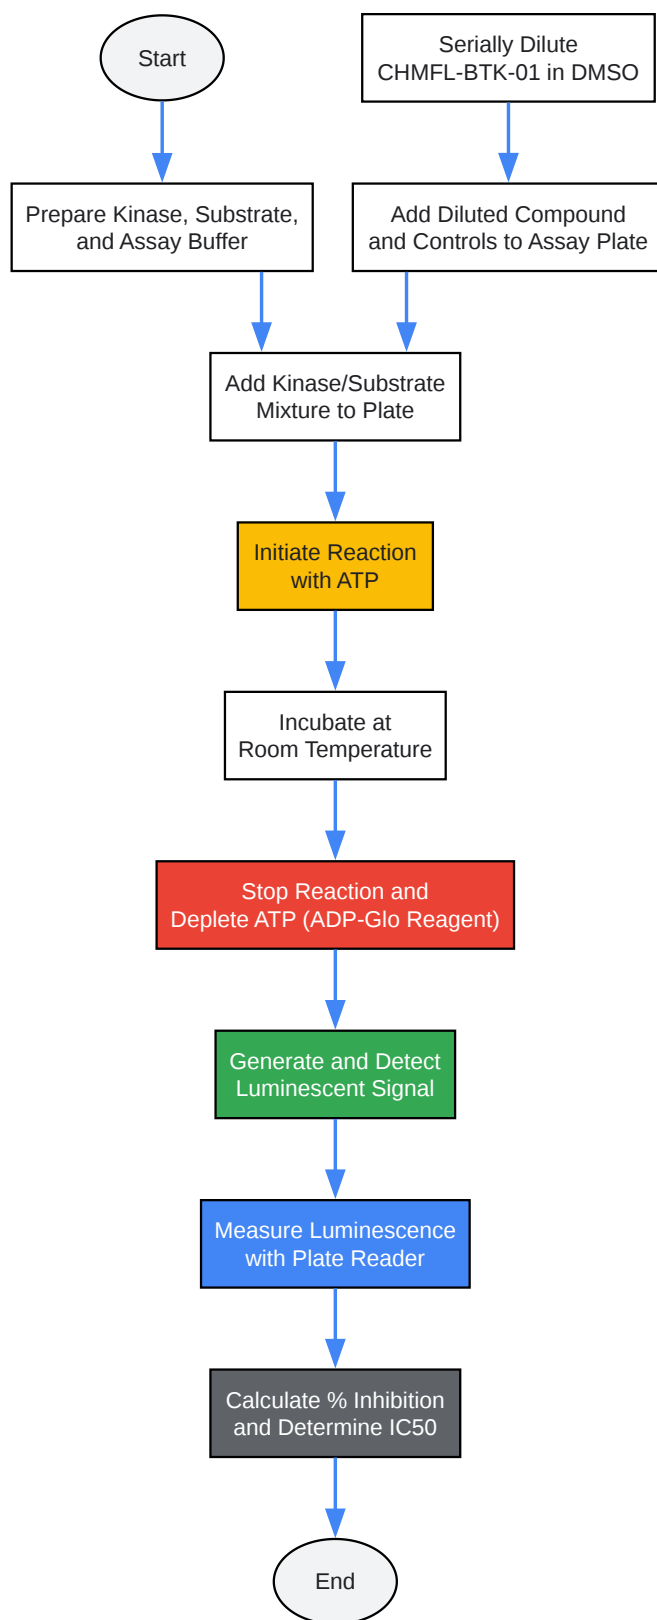 Start
Serially Dilute
CHMFL-BTK-01 in DMSO
Prepare Kinase, Substrate,
and Assay Buffer
Add Diluted Compound
and Controls to Assay Plate
Add Kinase/Substrate
Mixture to Plate
Initiate Reaction
with ATP
Incubate at
Room Temperature
Stop Reaction and
Deplete ATP (ADP-Glo Reagent)
Generate and Detect
Luminescent Signal
Measure Luminescence
with Plate Reader
Calculate % Inhibition
and Determine IC50
End